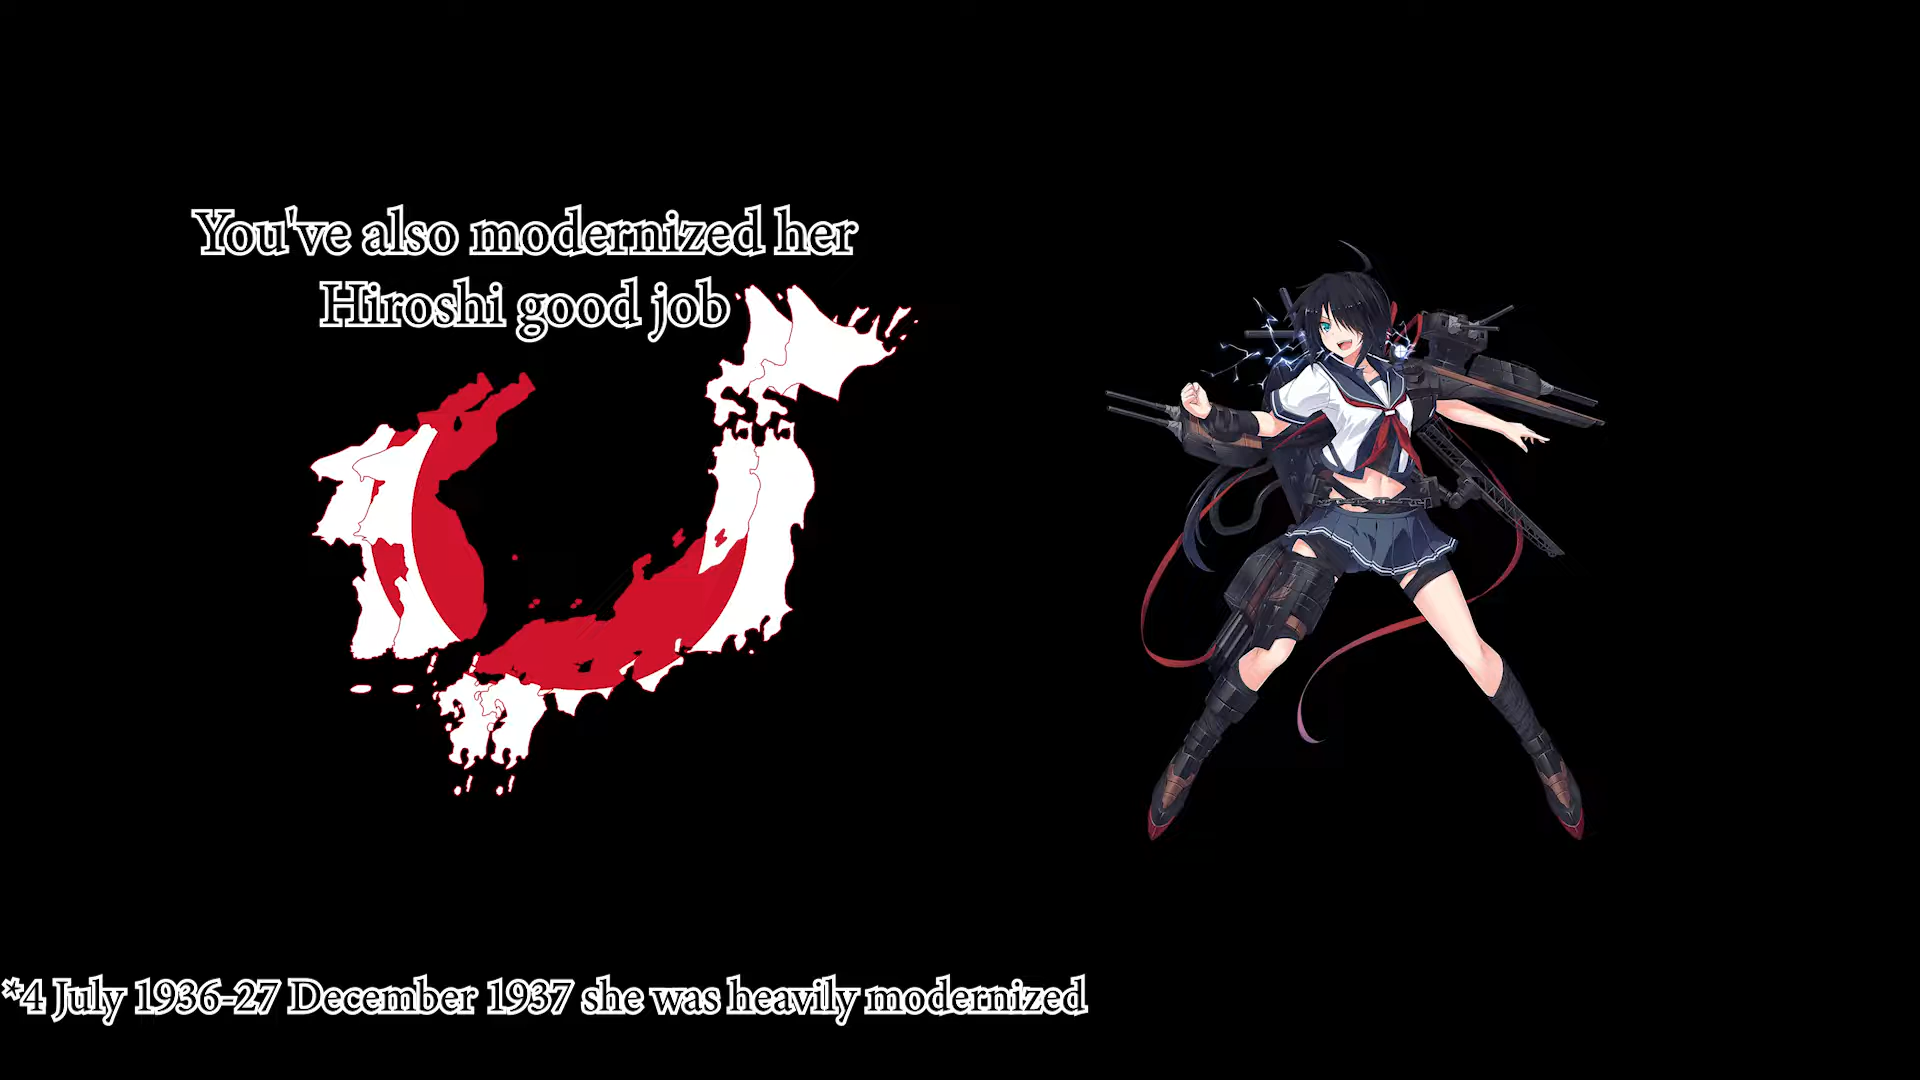 You've also modernized her
Hiroshi good job
*4 July 1936-27 December 1937 she was heavily modernized